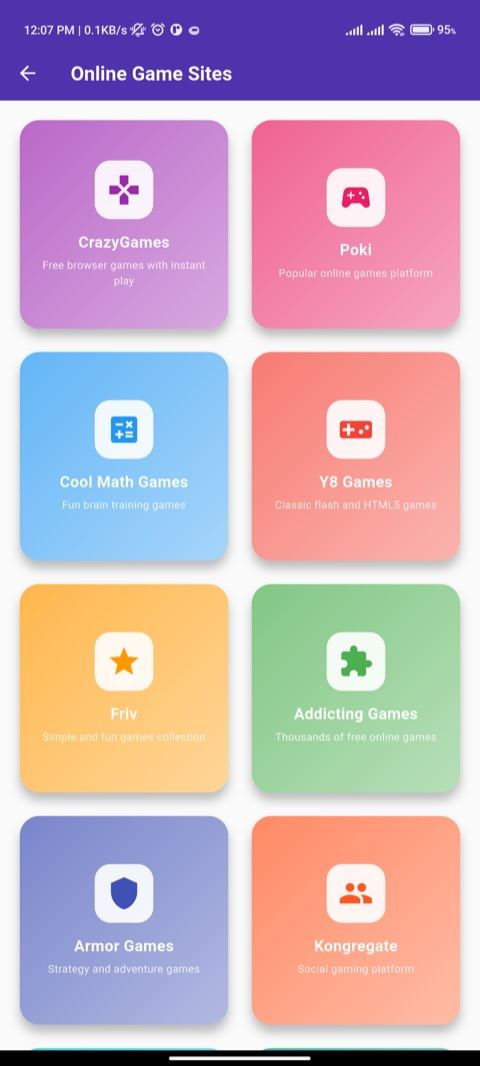 12:07 PM | 0.1KB/s
95%
Online Game Sites
CrazyGames
Free browser games with instant
play
Poki
Popular online games platform
Cool Math Games
Fun brain training games
Y8 Games
Classic flash and HTML5 games
Friv
Simple and fun games collection
Addicting Games
Thousands of free online games
Armor Games
Strategy and adventure games
Kongregate
Social gaming platform